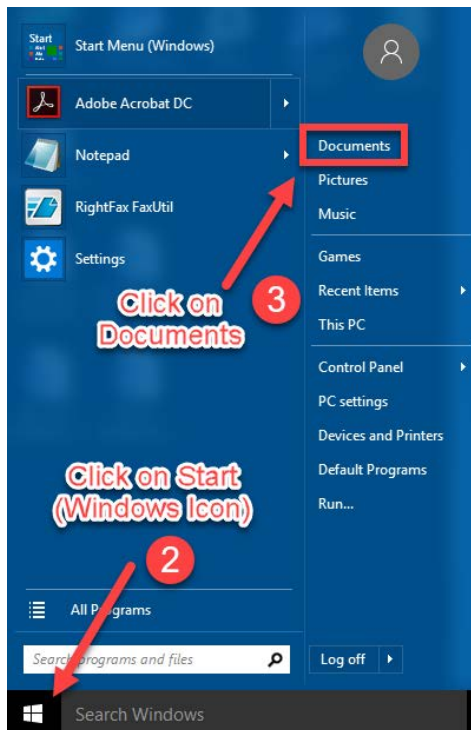 Start
Start Menu (Windows)
Adobe Acrobat DC
Notepad
RightFax FaxUtil
Settings
Documents
Pictures
Music
Games
Recent Items
This PC
Control Panel
PC settings
Devices and Printers
Default Programs
Run...
3
Click on
Documents
Click on Start
(Windows Icon)
2
All Programs
Search programs and files
Log off
Search Windows